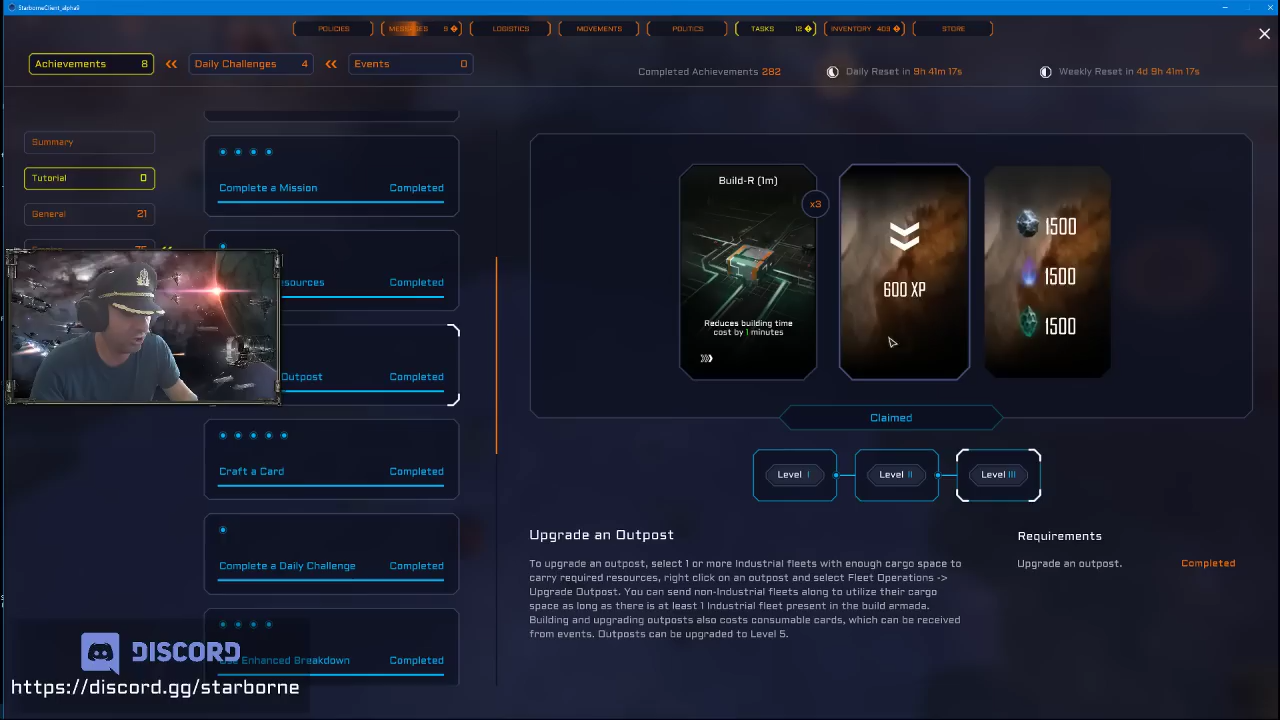 StarborneClient_alpha9
POLICIES
MESSAGES 9
LOGISTICS
MOVEMENTS
POLITICS
TASKS 12
INVENTORY 403
STORE
Achievements 8
Daily Challenges 4
Events 0
Completed Achievements 282
Daily Reset in 9h 41m 17s
Weekly Reset in 4d 9h 41m 17s
Summary
Tutorial 0
General 21
Complete a Mission Completed
esources Completed
Outpost Completed
Craft a Card Completed
Complete a Daily Challenge Completed
Enhanced Breakdown Completed
Build-R (1m)
x3
Reduces building time
cost by 1 minutes
600 XP
1500
1500
1500
Claimed
Level I
Level II
Level III
Upgrade an Outpost
To upgrade an outpost, select 1 or more Industrial fleets with enough cargo space to
carry required resources, right click on an outpost and select Fleet Operations ->
Upgrade Outpost. You can send non-Industrial fleets along to utilize their cargo
space as long as there is at least 1 Industrial fleet present in the build armada.
Building and upgrading outposts also costs consumable cards, which can be received
from events. Outposts can be upgraded to Level 5.
Requirements
Upgrade an outpost. Completed
DISCORD
https://discord.gg/starborne